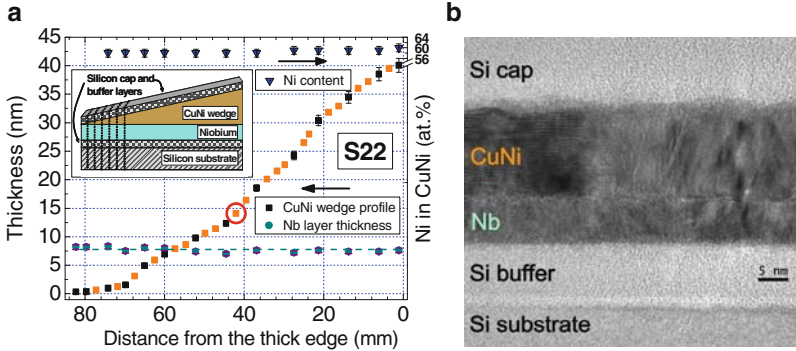 a
45
40
35
30
25
20
15
10
5
0
Thickness (nm)
80
60
40
20
0
Distance from the thick edge (mm)
64
60
56
Ni in CuNi (at.%)
Silicon cap and
buffer layers
CuNi wedge
Niobium
Silicon substrate
Ni content
S22
CuNi wedge profile
Nb layer thickness
b
Si cap
CuNi
Nb
Si buffer
5 nm
Si substrate